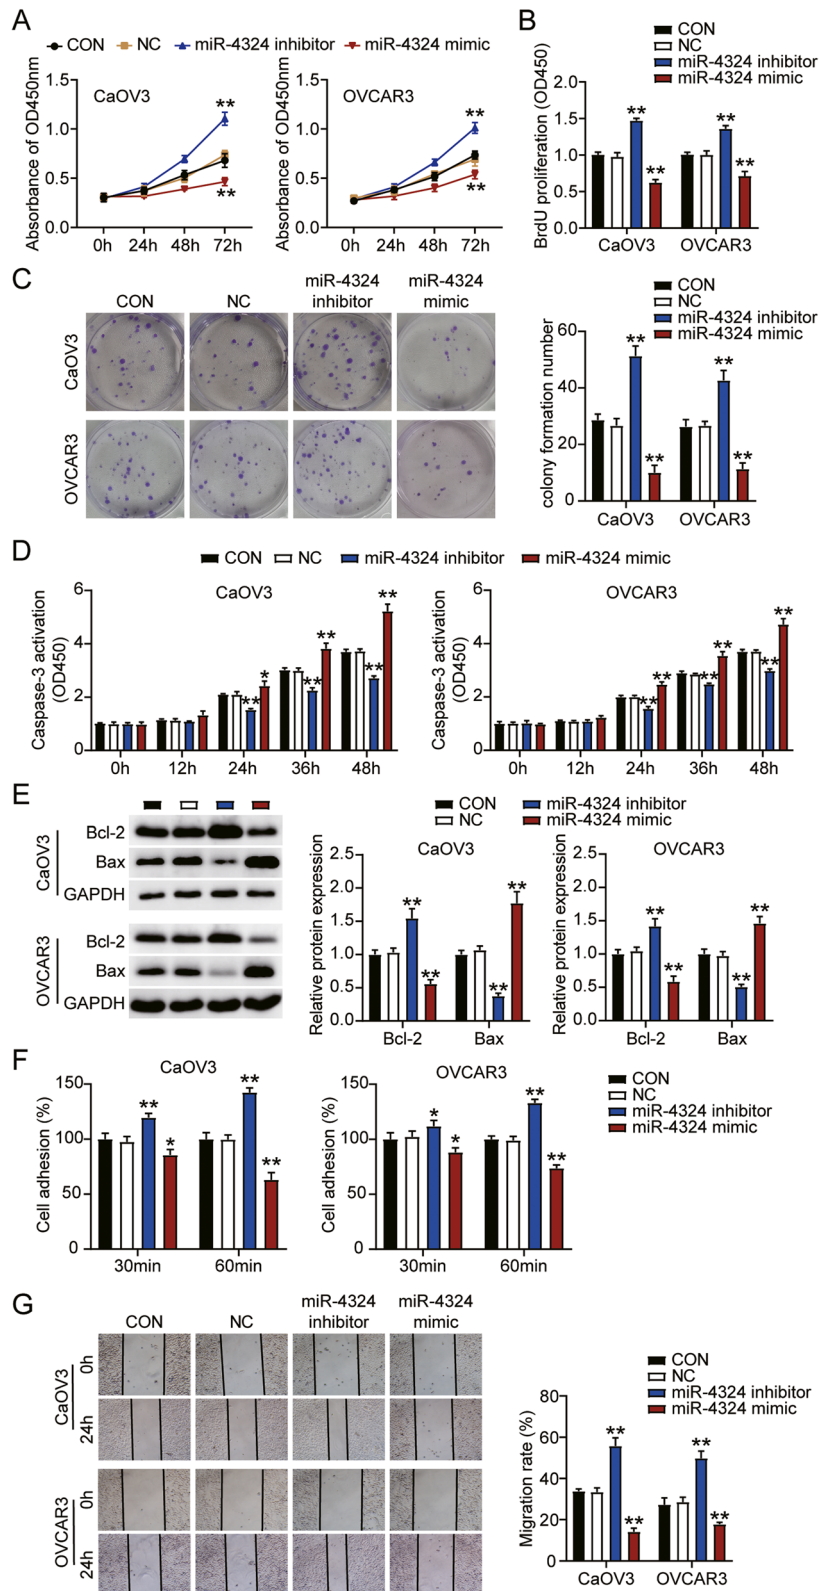 A
CON NC miR-4324 inhibitor miR-4324 mimic
Absorbance of OD450nm
1.5
1.0
0.5
0.0
CaOV3
**
**
0h 24h 48h 72h
Absorbance of OD450nm
1.5
1.0
0.5
0.0
OVCAR3
**
**
0h 24h 48h 72h
B
CON
NC
miR-4324 inhibitor
miR-4324 mimic
BrdU proliferation (OD450)
2.0
1.5
1.0
0.5
0.0
**
**
**
**
CaOV3 OVCAR3
C
CON NC miR-4324 inhibitor miR-4324 mimic
CaOV3
OVCAR3
CON
NC
miR-4324 inhibitor
miR-4324 mimic
colony formation number
60
40
20
0
**
**
**
**
CaOV3 OVCAR3
D
CON NC miR-4324 inhibitor miR-4324 mimic
Caspase-3 activation
(OD450)
6
4
2
0
CaOV3
**
*
**
**
**
**
0h 12h 24h 36h 48h
Caspase-3 activation
(OD450)
6
4
2
0
OVCAR3
**
**
**
**
**
**
0h 12h 24h 36h 48h
E
CaOV3
Bcl-2
Bax
GAPDH
OVCAR3
Bcl-2
Bax
GAPDH
CON
NC
miR-4324 inhibitor
miR-4324 mimic
Relative protein expression
2.5
2.0
1.5
1.0
0.5
0.0
CaOV3
**
**
**
**
Bcl-2 Bax
Relative protein expression
2.5
2.0
1.5
1.0
0.5
0.0
OVCAR3
**
**
**
**
Bcl-2 Bax
F
Cell adhesion (%)
150
100
50
0
CaOV3
**
*
**
**
30min 60min
Cell adhesion (%)
150
100
50
0
OVCAR3
*
*
**
**
30min 60min
CON
NC
miR-4324 inhibitor
miR-4324 mimic
G
CON NC miR-4324 inhibitor miR-4324 mimic
CaOV3
0h
24h
OVCAR3
0h
24h
CON
NC
miR-4324 inhibitor
miR-4324 mimic
Migration rate (%)
80
60
40
20
0
**
**
**
**
CaOV3 OVCAR3